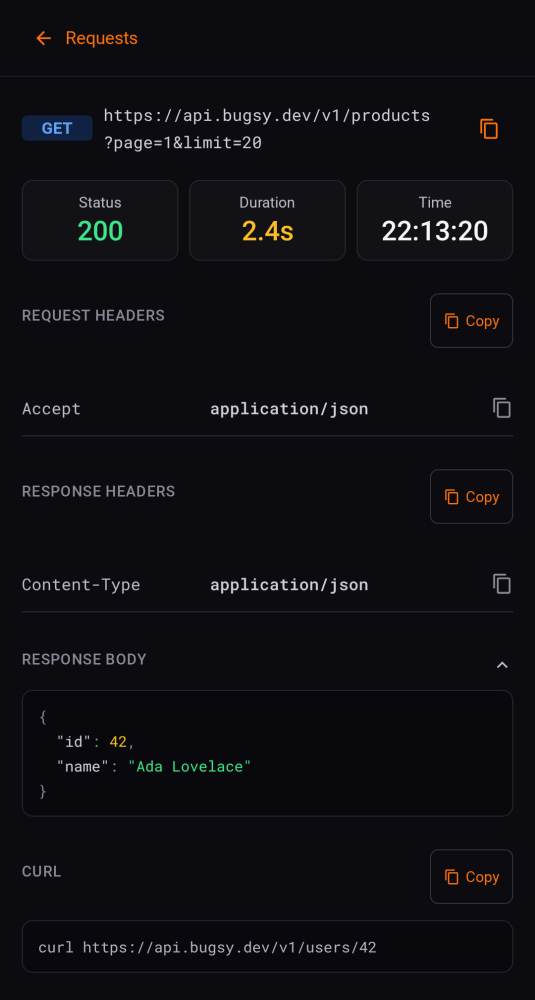 Requests
GET
https://api.bugsy.dev/v1/products
?page=1&limit=20
Status Duration Time
200 2.4s 22:13:20
REQUEST HEADERS Copy
Accept application/json
RESPONSE HEADERS Copy
Content-Type application/json
RESPONSE BODY
{
"id": 42,
"name": "Ada Lovelace"
}
CURL Copy
curl https://api.bugsy.dev/v1/users/42